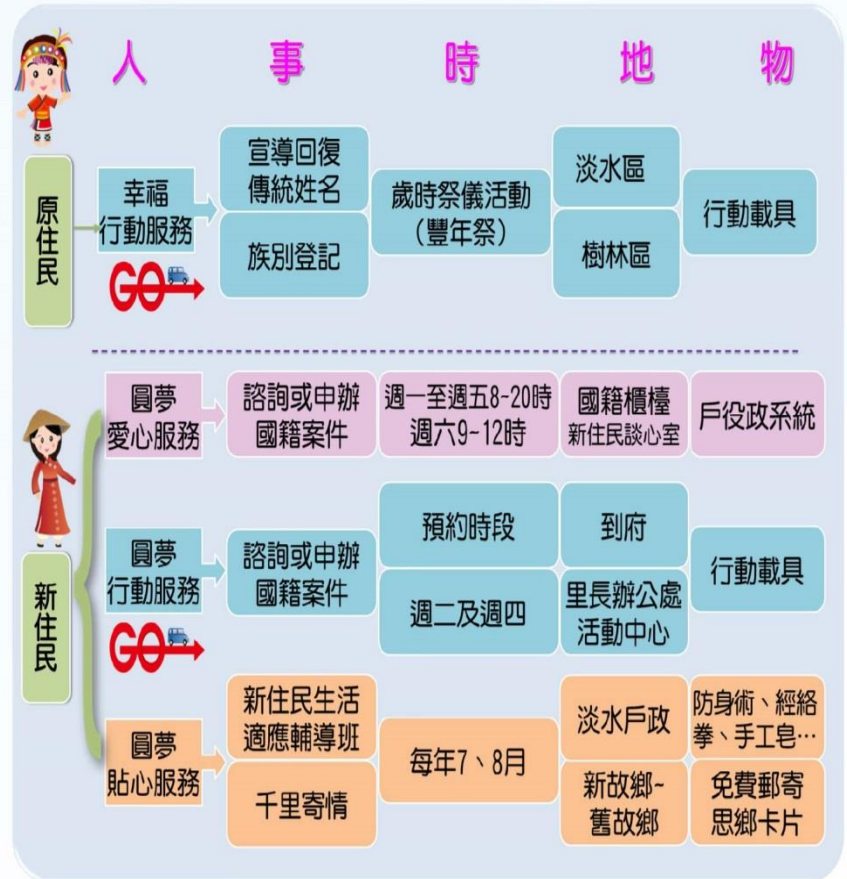 人 事 時 地 物
原住民
幸福
行動服務
GO
宣導回復
傳統姓名
族別登記
歲時祭儀活動
(豐年祭)
淡水區
樹林區
行動載具
新住民
圓夢
愛心服務
諮詢或申辦
國籍案件
週一至週五8~20時
週六9~12時
國籍櫃檯
新住民談心室
戶役政系統
圓夢
行動服務
GO
諮詢或申辦
國籍案件
預約時段
週二及週四
到府
里長辦公處
活動中心
行動載具
圓夢
貼心服務
新住民生活
適應輔導班
千里寄情
每年7、8月
淡水戶政
新故鄉~
舊故鄉
防身術、經絡
拳、手工皂…
免費郵寄
思鄉卡片